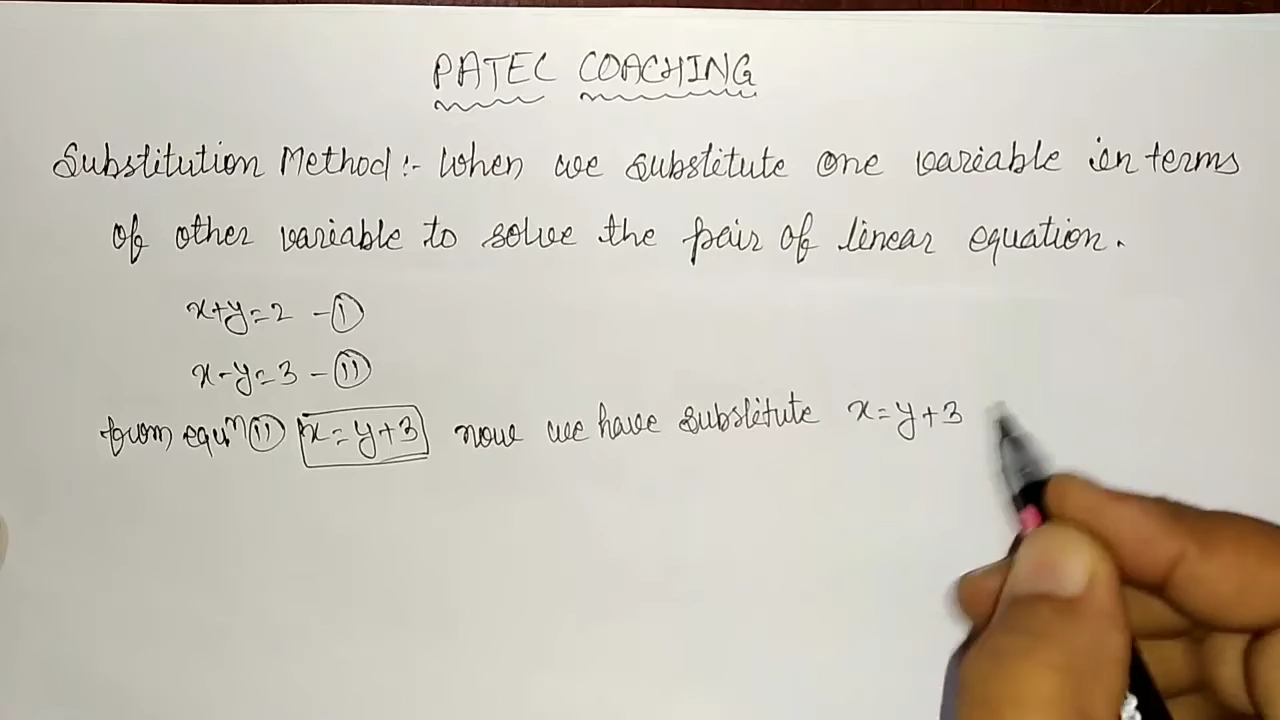 PATEL COACHING
Substitution Method :- When we substitute one variable in terms
of other variable to solve the pair of linear equation.
x+y=2 - (I)
x-y=3 - (II)
from equⁿ (II) x=y+3 now we have substitute x=y+3